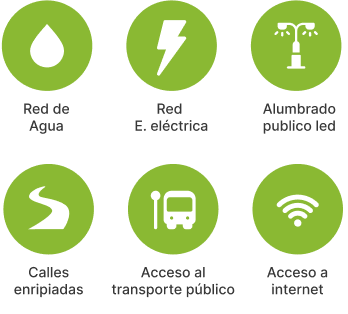 Red de
Agua
Red
E. eléctrica
Alumbrado
publico led
Calles
enripiadas
Acceso al
transporte público
Acceso a
internet